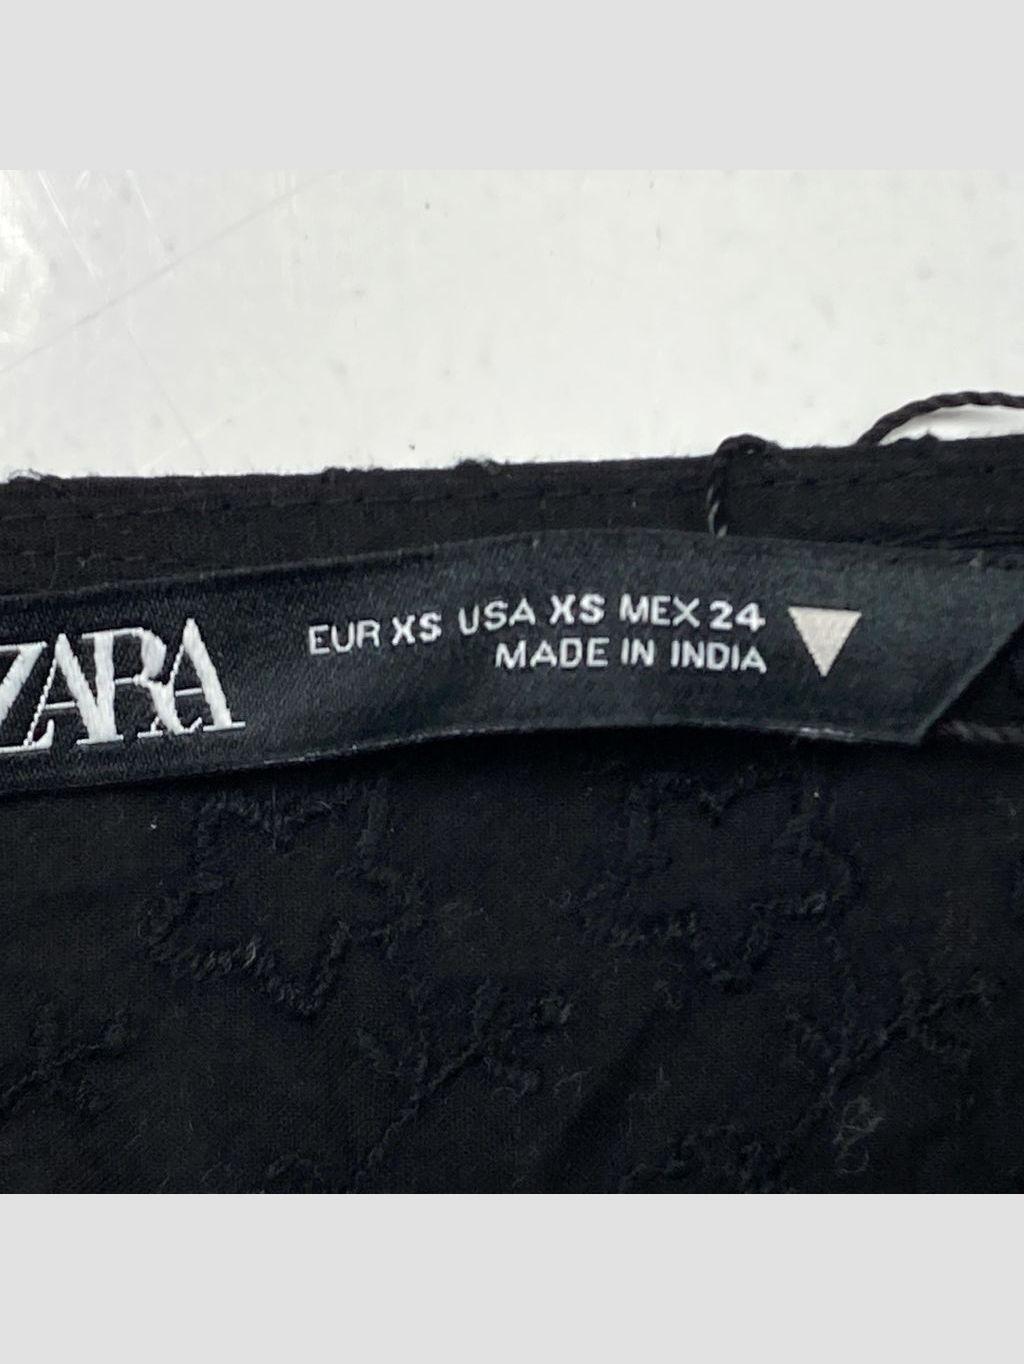 ZARA
EUR XS USA XS MEX 24
MADE IN INDIA